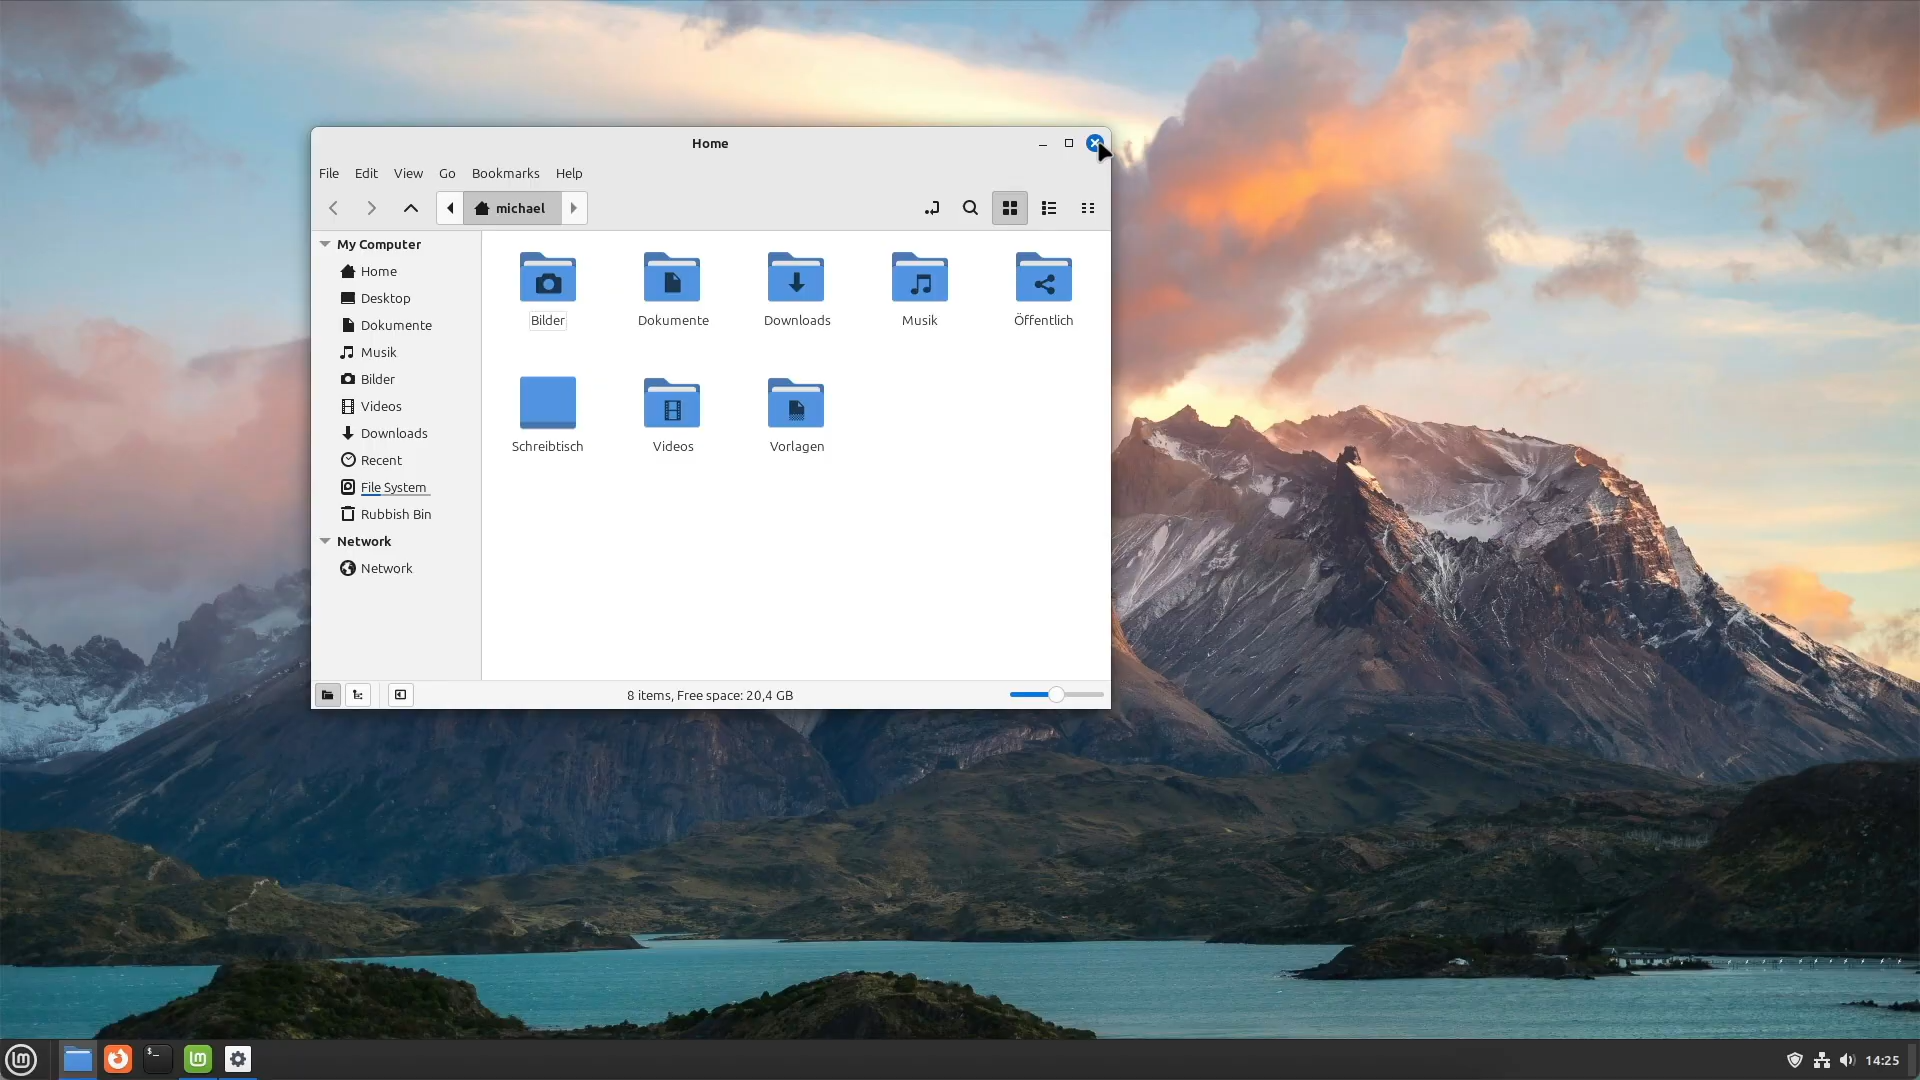 Home
File Edit View Go Bookmarks Help
michael
My Computer
Home
Desktop
Dokumente
Musik
Bilder
Videos
Downloads
Recent
File System
Rubbish Bin
Network
Network
Bilder Dokumente Downloads Musik Öffentlich
Schreibtisch Videos Vorlagen
8 items, Free space: 20,4 GB
14:25